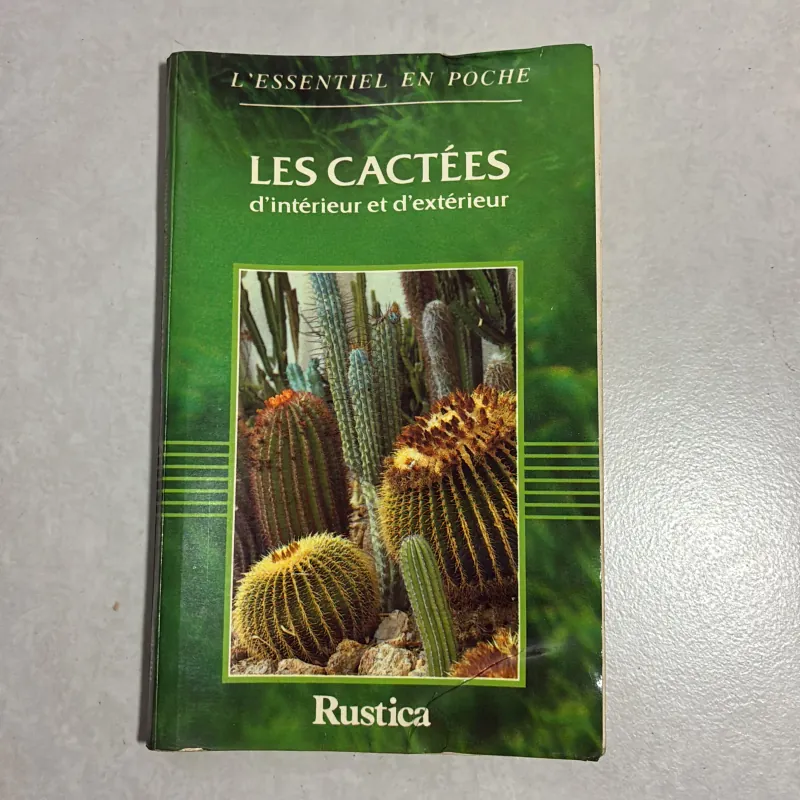 L'ESSENTIEL EN POCHE
LES CACTÉES
d'intérieur et d'extérieur
Rustica